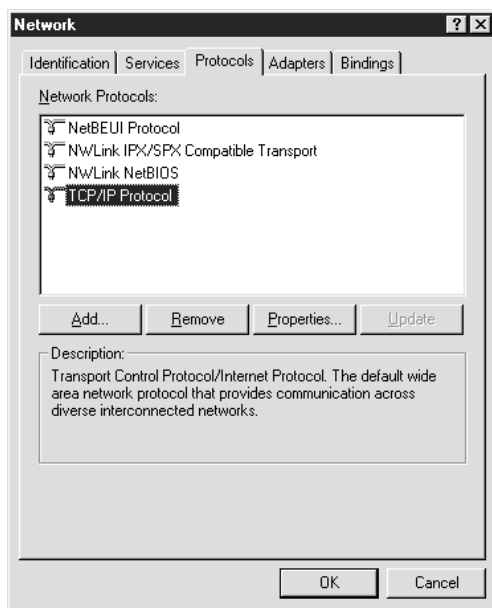 Network
Identification Services Protocols Adapters Bindings
Network Protocols:
NetBEUI Protocol
NWLink IPX/SPX Compatible Transport
NWLink NetBIOS
TCP/IP Protocol
Add... Remove Properties... Update
Description:
Transport Control Protocol/Internet Protocol. The default wide
area network protocol that provides communication across
diverse interconnected networks.
OK Cancel